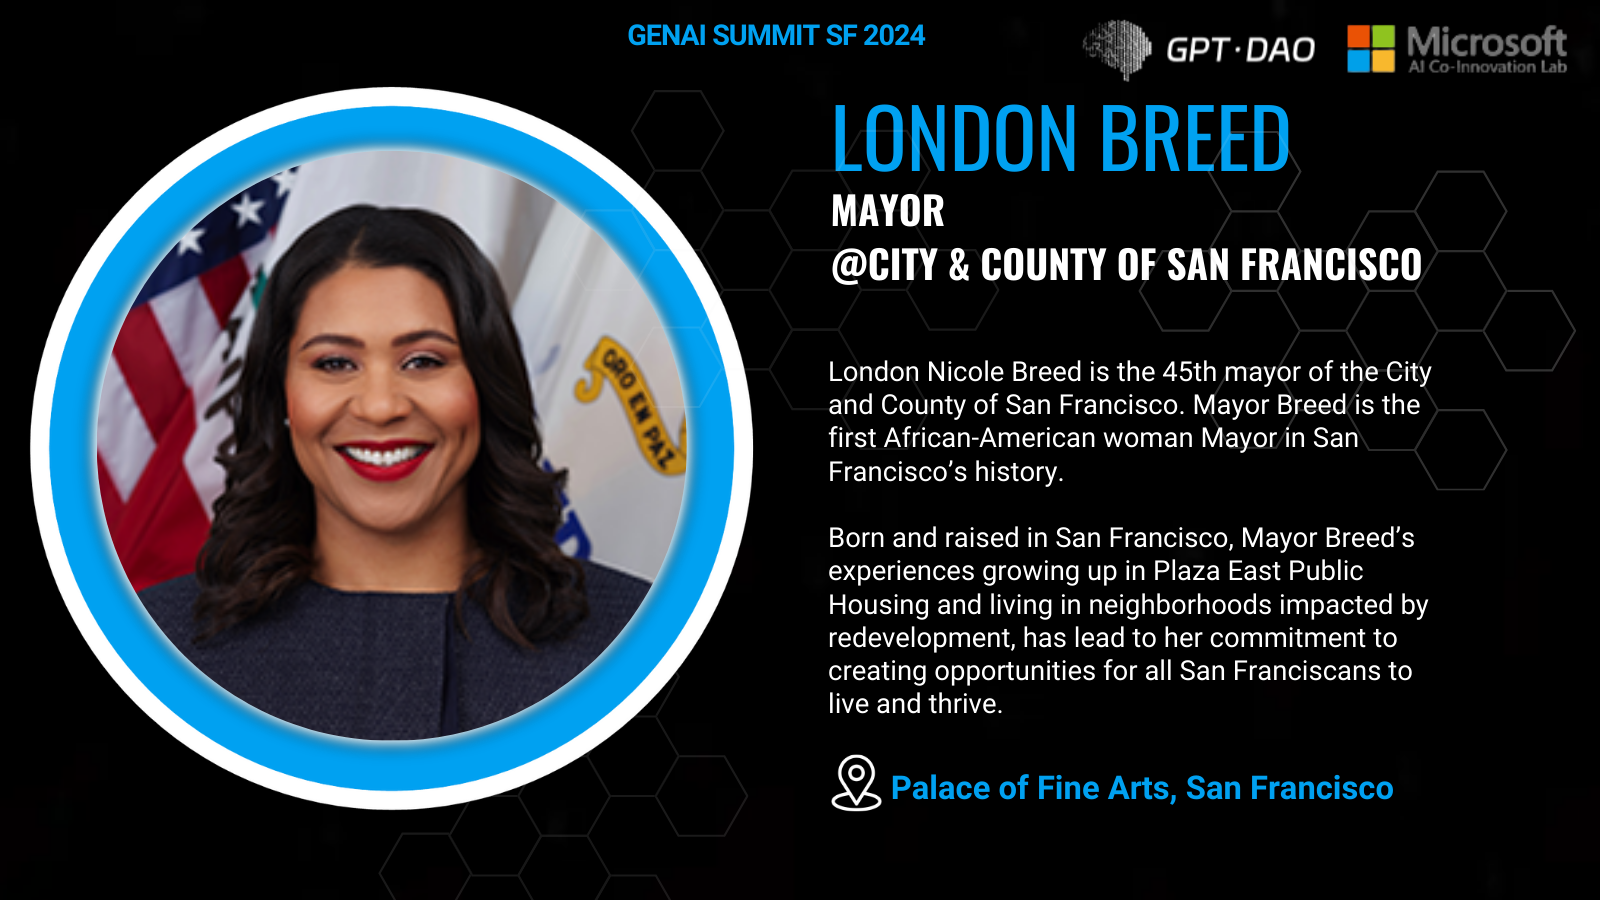 GENAI SUMMIT SF 2024
GPT·DAO
Microsoft
AI Co-Innovation Lab
LONDON BREED
MAYOR
@CITY & COUNTY OF SAN FRANCISCO
London Nicole Breed is the 45th mayor of the City
and County of San Francisco. Mayor Breed is the
first African-American woman Mayor in San
Francisco’s history.
Born and raised in San Francisco, Mayor Breed’s
experiences growing up in Plaza East Public
Housing and living in neighborhoods impacted by
redevelopment, has lead to her commitment to
creating opportunities for all San Franciscans to
live and thrive.
Palace of Fine Arts, San Francisco
ORO EN PAZ